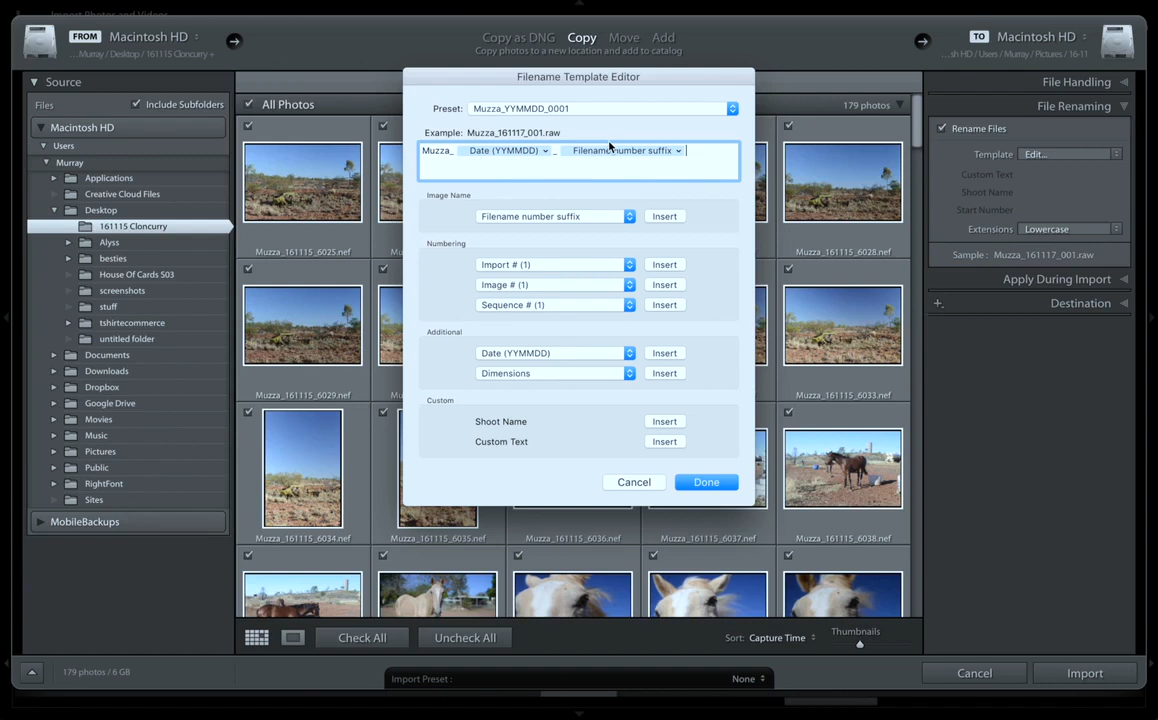 Import Photos and Videos
FROM Macintosh HD
…Murray / Desktop / 161115 Cloncurry +
Copy as DNG Copy Move Add
Copy photos to a new location and add to catalog
TO Macintosh HD
…sh HD / Users / Murray / Pictures / 16-11
Source
Files Include Subfolders
Macintosh HD
Users
Murray
Applications
Creative Cloud Files
Desktop
161115 Cloncurry
Alyss
besties
House Of Cards S03
screenshots
stuff
tshirtecommerce
untitled folder
Documents
Downloads
Dropbox
Google Drive
Movies
Music
Pictures
Public
RightFont
Sites
MobileBackups
All Photos
179 photos
Muzza_161115_6025.nef
Muzza_161115_6028.nef
Muzza_161115_6029.nef
Muzza_161115_6033.nef
Muzza_161115_6034.nef
Muzza_161115_6035.nef
Muzza_161115_6036.nef
Muzza_161115_6037.nef
Muzza_161115_6038.nef
Filename Template Editor
Preset: Muzza_YYMMDD_0001
Example: Muzza_161117_001.raw
Muzza_ Date (YYMMDD) _ Filename number suffix
Image Name
Filename number suffix Insert
Numbering
Import # (1) Insert
Image # (1) Insert
Sequence # (1) Insert
Additional
Date (YYMMDD) Insert
Dimensions Insert
Custom
Shoot Name Insert
Custom Text Insert
Cancel Done
File Handling
File Renaming
Rename Files
Template Edit...
Custom Text
Shoot Name
Start Number
Extensions Lowercase
Sample : Muzza_161117_001.raw
Apply During Import
Destination
Check All Uncheck All
Sort: Capture Time
Thumbnails
179 photos / 6 GB
Import Preset : None
Cancel Import